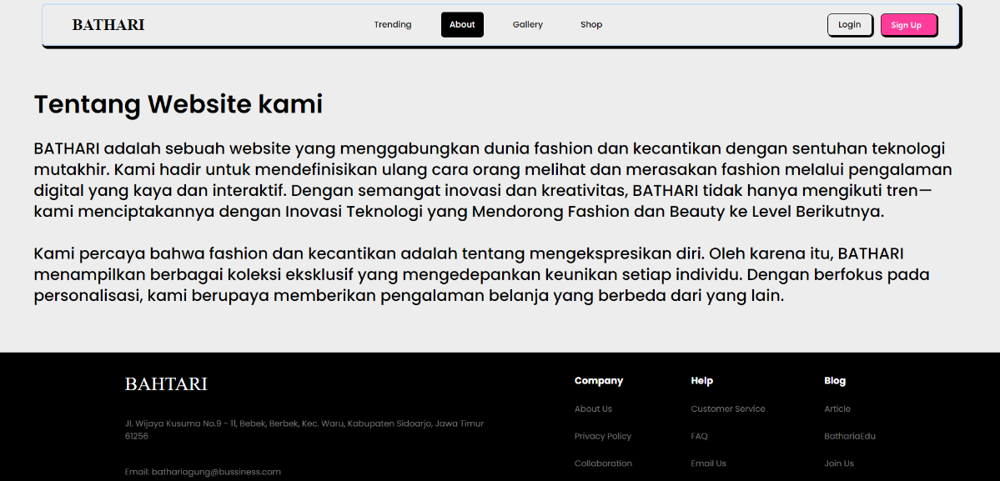 BATHARI
Trending
About
Gallery
Shop
Login
Sign Up
Tentang Website kami
BATHARI adalah sebuah website yang menggabungkan dunia fashion dan kecantikan dengan sentuhan teknologi
mutakhir. Kami hadir untuk mendefinisikan ulang cara orang melihat dan merasakan fashion melalui pengalaman
digital yang kaya dan interaktif. Dengan semangat inovasi dan kreativitas, BATHARI tidak hanya mengikuti tren—
kami menciptakannya dengan Inovasi Teknologi yang Mendorong Fashion dan Beauty ke Level Berikutnya.
Kami percaya bahwa fashion dan kecantikan adalah tentang mengekspresikan diri. Oleh karena itu, BATHARI
menampilkan berbagai koleksi eksklusif yang mengedepankan keunikan setiap individu. Dengan berfokus pada
personalisasi, kami berupaya memberikan pengalaman belanja yang berbeda dari yang lain.
BAHTARI
Jl. Wijaya Kusuma No.9 - 11, Bebek, Berbek, Kec. Waru, Kabupaten Sidoarjo, Jawa Timur
61256
Email: bathariagung@bussiness.com
Company
About Us
Privacy Policy
Collaboration
Help
Customer Service
FAQ
Email Us
Blog
Article
BathariaEdu
Join Us